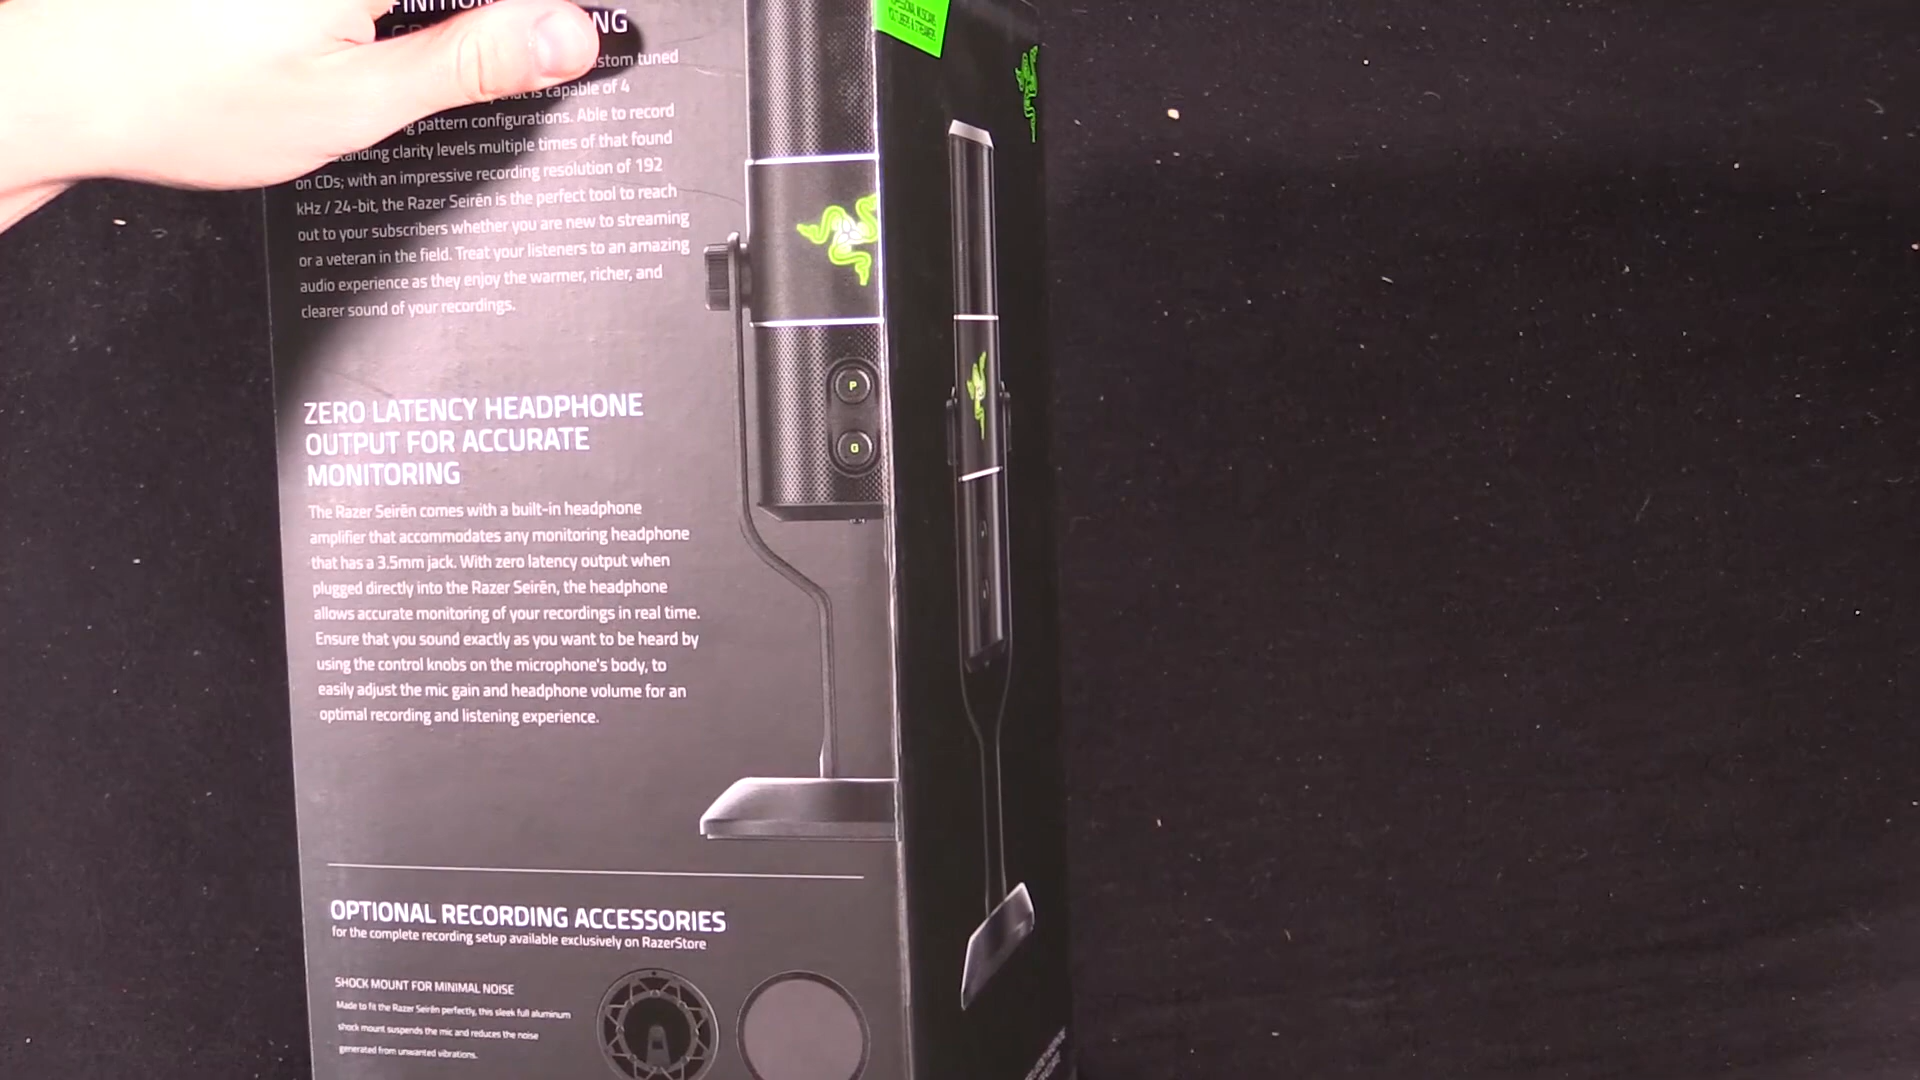 NG
tuned
is capable of 4
pattern configurations. Able to record
clarity levels multiple times of that found
on CDs; with an impressive recording resolution of 192
kHz / 24-bit, the Razer Seirēn is the perfect tool to reach
out to your subscribers whether you are new to streaming
or a veteran in the field. Treat your listeners to an amazing
audio experience as they enjoy the warmer, richer, and
clearer sound of your recordings.
ZERO LATENCY HEADPHONE
OUTPUT FOR ACCURATE
MONITORING
The Razer Seirēn comes with a built-in headphone
amplifier that accommodates any monitoring headphone
that has a 3.5mm jack. With zero latency output when
plugged directly into the Razer Seirēn, the headphone
allows accurate monitoring of your recordings in real time.
Ensure that you sound exactly as you want to be heard by
using the control knobs on the microphone's body, to
easily adjust the mic gain and headphone volume for an
optimal recording and listening experience.
P
G
OPTIONAL RECORDING ACCESSORIES
for the complete recording setup available exclusively on RazerStore
SHOCK MOUNT FOR MINIMAL NOISE
Made to fit the Razer Seirēn perfectly, this sleek full aluminum
shock mount suspends the mic and reduces the noise
generated from unwanted vibrations.